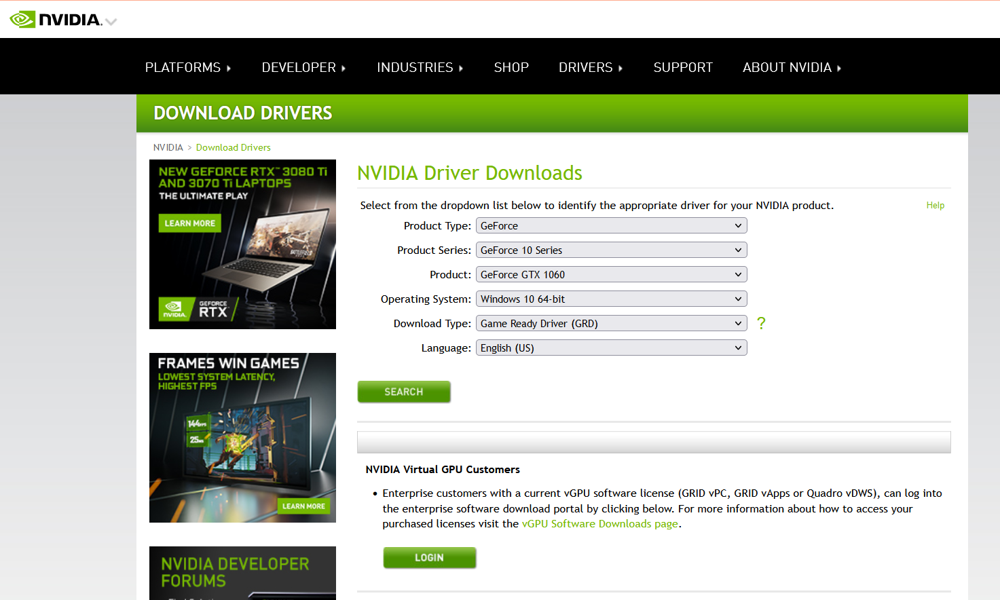 NVIDIA.
PLATFORMS
DEVELOPER
INDUSTRIES
SHOP
DRIVERS
SUPPORT
ABOUT NVIDIA
DOWNLOAD DRIVERS
NVIDIA > Download Drivers
NEW GEFORCE RTX™ 3080 Ti
AND 3070 Ti LAPTOPS
THE ULTIMATE PLAY
LEARN MORE
NVIDIA.
GEFORCE
RTX
FRAMES WIN GAMES
LOWEST SYSTEM LATENCY,
HIGHEST FPS
144FPS
25MS
LEARN MORE
NVIDIA DEVELOPER
FORUMS
NVIDIA Driver Downloads
Select from the dropdown list below to identify the appropriate driver for your NVIDIA product.
Help
Product Type: GeForce
Product Series: GeForce 10 Series
Product: GeForce GTX 1060
Operating System: Windows 10 64-bit
Download Type: Game Ready Driver (GRD) ?
Language: English (US)
SEARCH
NVIDIA Virtual GPU Customers
• Enterprise customers with a current vGPU software license (GRID vPC, GRID vApps or Quadro vDWS), can log into
the enterprise software download portal by clicking below. For more information about how to access your
purchased licenses visit the vGPU Software Downloads page.
LOGIN